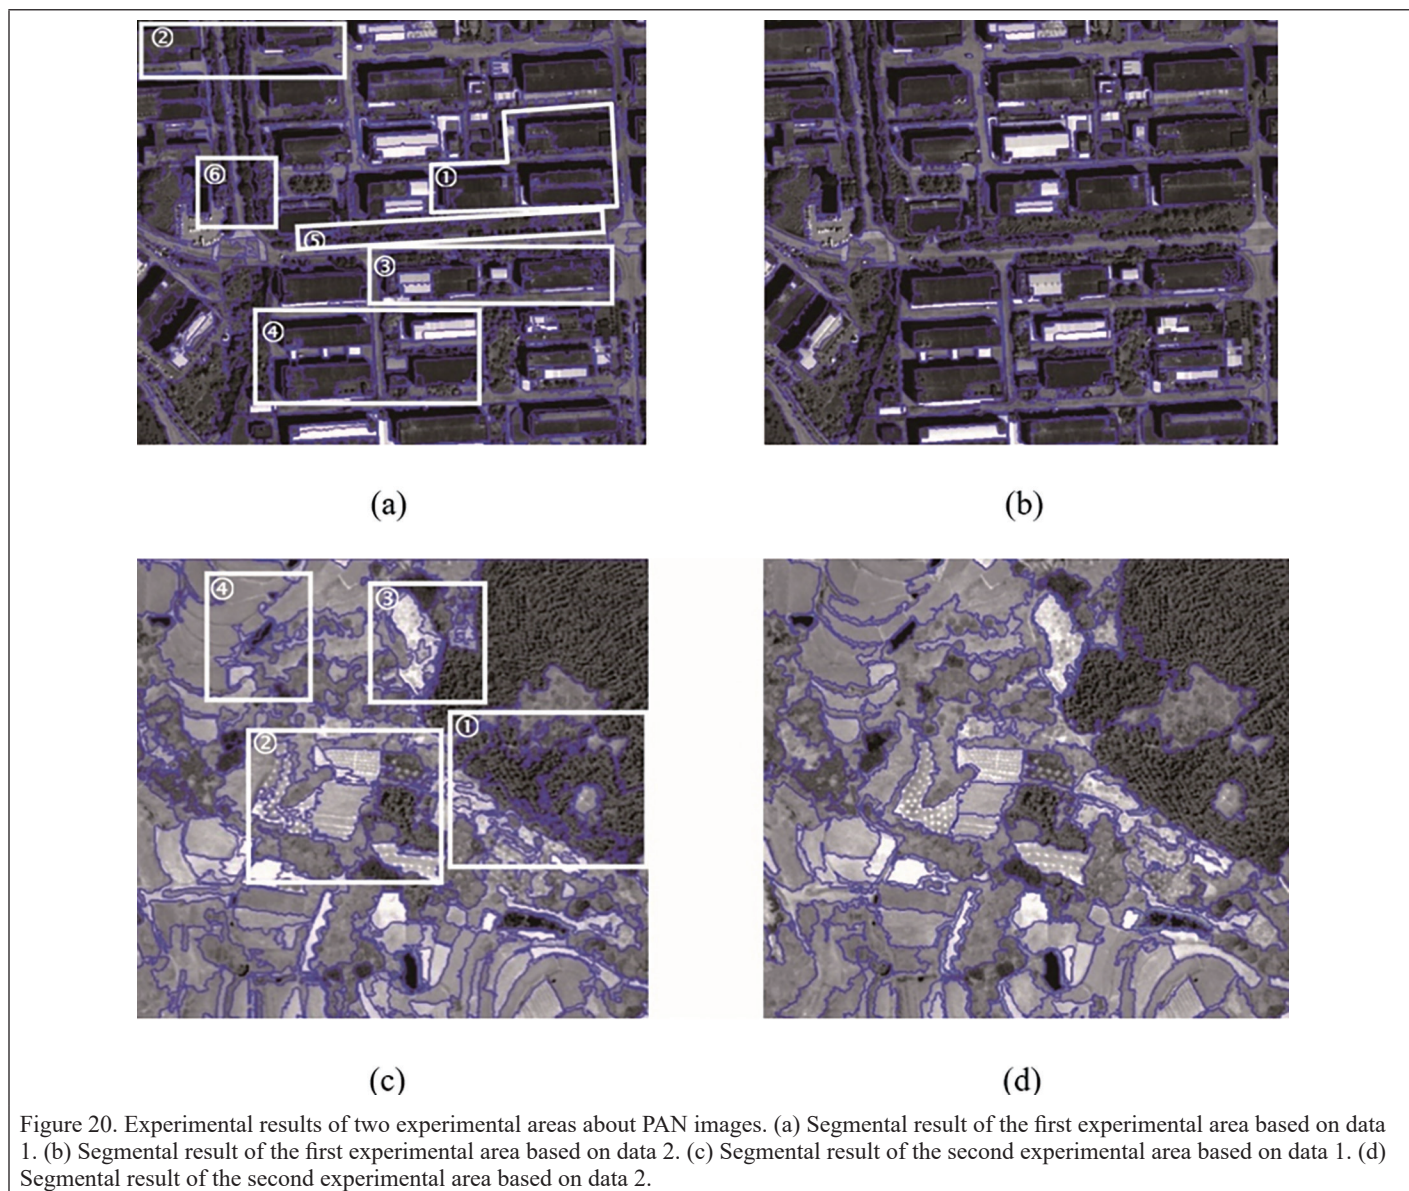 ②
①
⑥
⑤
③
④
(a)
(b)
④
③
①
②
(c)
(d)
Figure 20. Experimental results of two experimental areas about PAN images. (a) Segmental result of the first experimental area based on data
1. (b) Segmental result of the first experimental area based on data 2. (c) Segmental result of the second experimental area based on data 1. (d)
Segmental result of the second experimental area based on data 2.